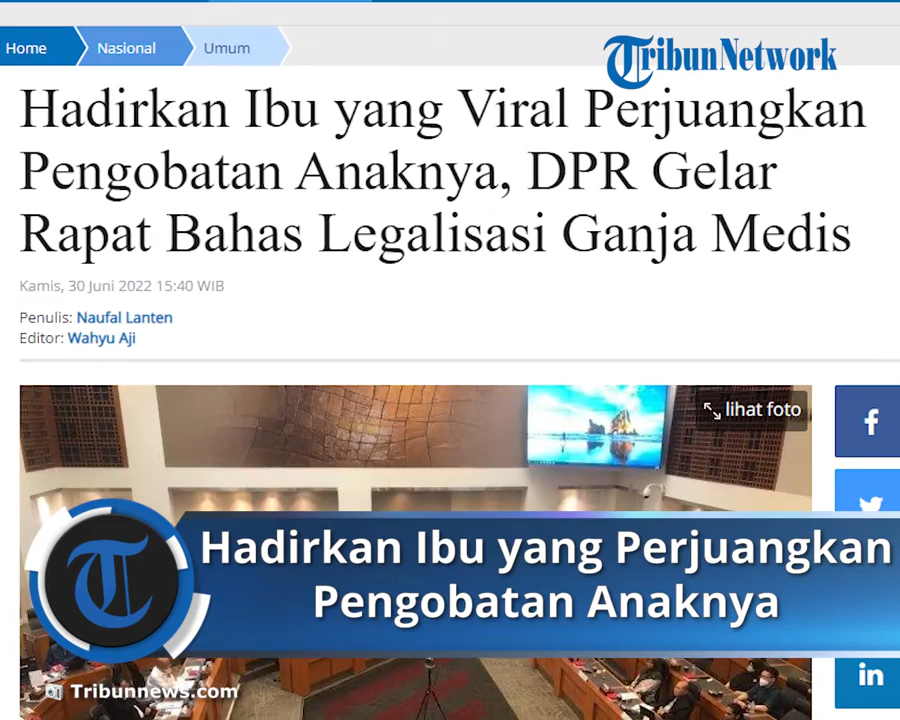 Home Nasional Umum
TribunNetwork
Hadirkan Ibu yang Viral Perjuangkan
Pengobatan Anaknya, DPR Gelar
Rapat Bahas Legalisasi Ganja Medis
Kamis, 30 Juni 2022 15:40 WIB
Penulis: Naufal Lanten
Editor: Wahyu Aji
lihat foto
f
T
Hadirkan Ibu yang Perjuangkan
Pengobatan Anaknya
in
Tribunnews.com